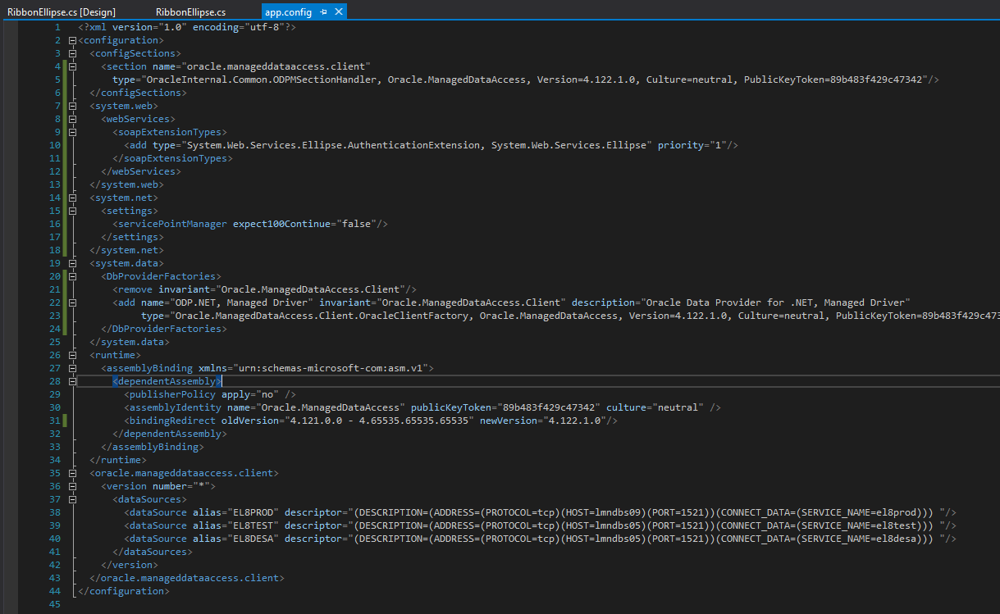 RibbonEllipse.cs [Design] RibbonEllipse.cs app.config
1 <?xml version="1.0" encoding="utf-8"?>
2 <configuration>
3 <configSections>
4 <section name="oracle.manageddataaccess.client"
5 type="OracleInternal.Common.ODPMSectionHandler, Oracle.ManagedDataAccess, Version=4.122.1.0, Culture=neutral, PublicKeyToken=89b483f429c47342"/>
6 </configSections>
7 <system.web>
8 <webServices>
9 <soapExtensionTypes>
10 <add type="System.Web.Services.Ellipse.AuthenticationExtension, System.Web.Services.Ellipse" priority="1"/>
11 </soapExtensionTypes>
12 </webServices>
13 </system.web>
14 <system.net>
15 <settings>
16 <servicePointManager expect100Continue="false"/>
17 </settings>
18 </system.net>
19 <system.data>
20 <DbProviderFactories>
21 <remove invariant="Oracle.ManagedDataAccess.Client"/>
22 <add name="ODP.NET, Managed Driver" invariant="Oracle.ManagedDataAccess.Client" description="Oracle Data Provider for .NET, Managed Driver"
23 type="Oracle.ManagedDataAccess.Client.OracleClientFactory, Oracle.ManagedDataAccess, Version=4.122.1.0, Culture=neutral, PublicKeyToken=89b483f429c473
24 </DbProviderFactories>
25 </system.data>
26 <runtime>
27 <assemblyBinding xmlns="urn:schemas-microsoft-com:asm.v1">
28 <dependentAssembly>
29 <publisherPolicy apply="no" />
30 <assemblyIdentity name="Oracle.ManagedDataAccess" publicKeyToken="89b483f429c47342" culture="neutral" />
31 <bindingRedirect oldVersion="4.121.0.0 - 4.65535.65535.65535" newVersion="4.122.1.0"/>
32 </dependentAssembly>
33 </assemblyBinding>
34 </runtime>
35 <oracle.manageddataaccess.client>
36 <version number="*">
37 <dataSources>
38 <dataSource alias="EL8PROD" descriptor="(DESCRIPTION=(ADDRESS=(PROTOCOL=tcp)(HOST=lmndbs09)(PORT=1521))(CONNECT_DATA=(SERVICE_NAME=el8prod))) "/>
39 <dataSource alias="EL8TEST" descriptor="(DESCRIPTION=(ADDRESS=(PROTOCOL=tcp)(HOST=lmndbs05)(PORT=1521))(CONNECT_DATA=(SERVICE_NAME=el8test))) "/>
40 <dataSource alias="EL8DESA" descriptor="(DESCRIPTION=(ADDRESS=(PROTOCOL=tcp)(HOST=lmndbs05)(PORT=1521))(CONNECT_DATA=(SERVICE_NAME=el8desa))) "/>
41 </dataSources>
42 </version>
43 </oracle.manageddataaccess.client>
44 </configuration>
45